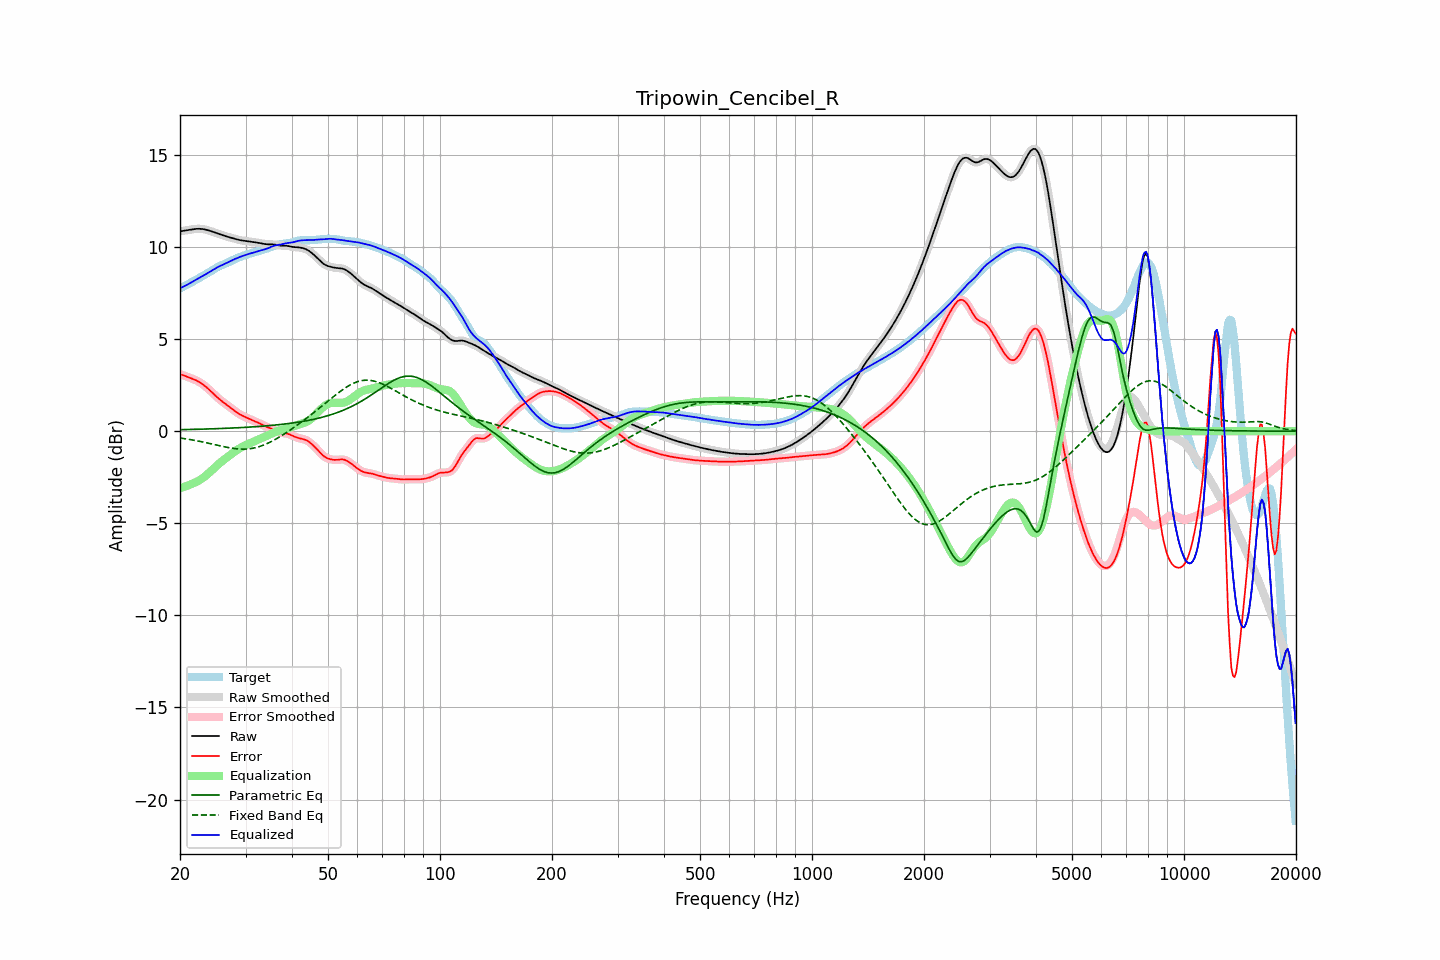 Tripowin_Cencibel_R
Amplitude (dBr)
15
10
5
0
−5
−10
−15
−20
Target
Raw Smoothed
Error Smoothed
Raw
Error
Equalization
Parametric Eq
Fixed Band Eq
Equalized
20 50 100 200 500 1000 2000 5000 10000 20000
Frequency (Hz)